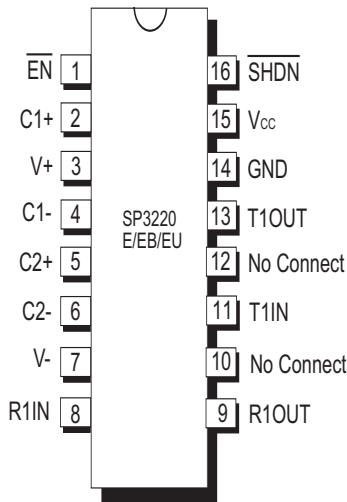 EN 1 16 SHDN
C1+ 2 15 Vcc
V+ 3 14 GND
C1- 4 13 T1OUT
SP3220
E/EB/EU
C2+ 5 12 No Connect
C2- 6 11 T1IN
V- 7 10 No Connect
R1IN 8 9 R1OUT